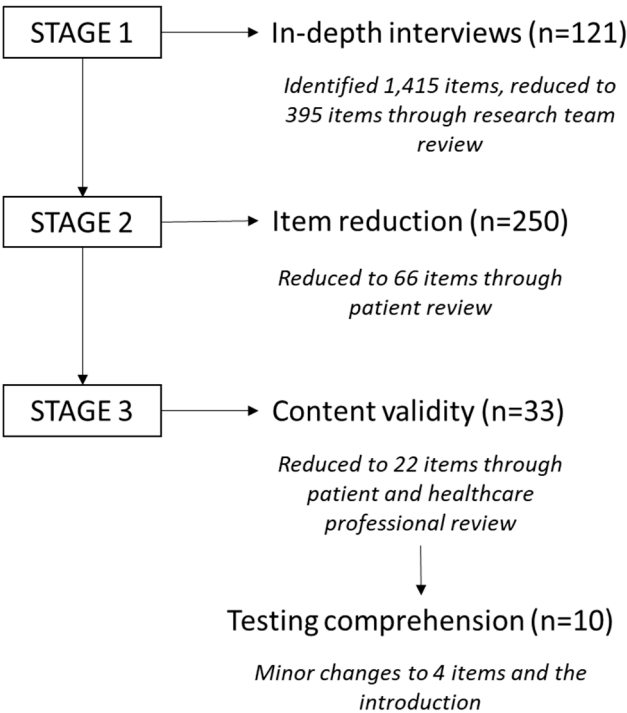 STAGE 1
In-depth interviews (n=121)
Identified 1,415 items, reduced to
395 items through research team
review
STAGE 2
Item reduction (n=250)
Reduced to 66 items through
patient review
STAGE 3
Content validity (n=33)
Reduced to 22 items through
patient and healthcare
professional review
Testing comprehension (n=10)
Minor changes to 4 items and the
introduction